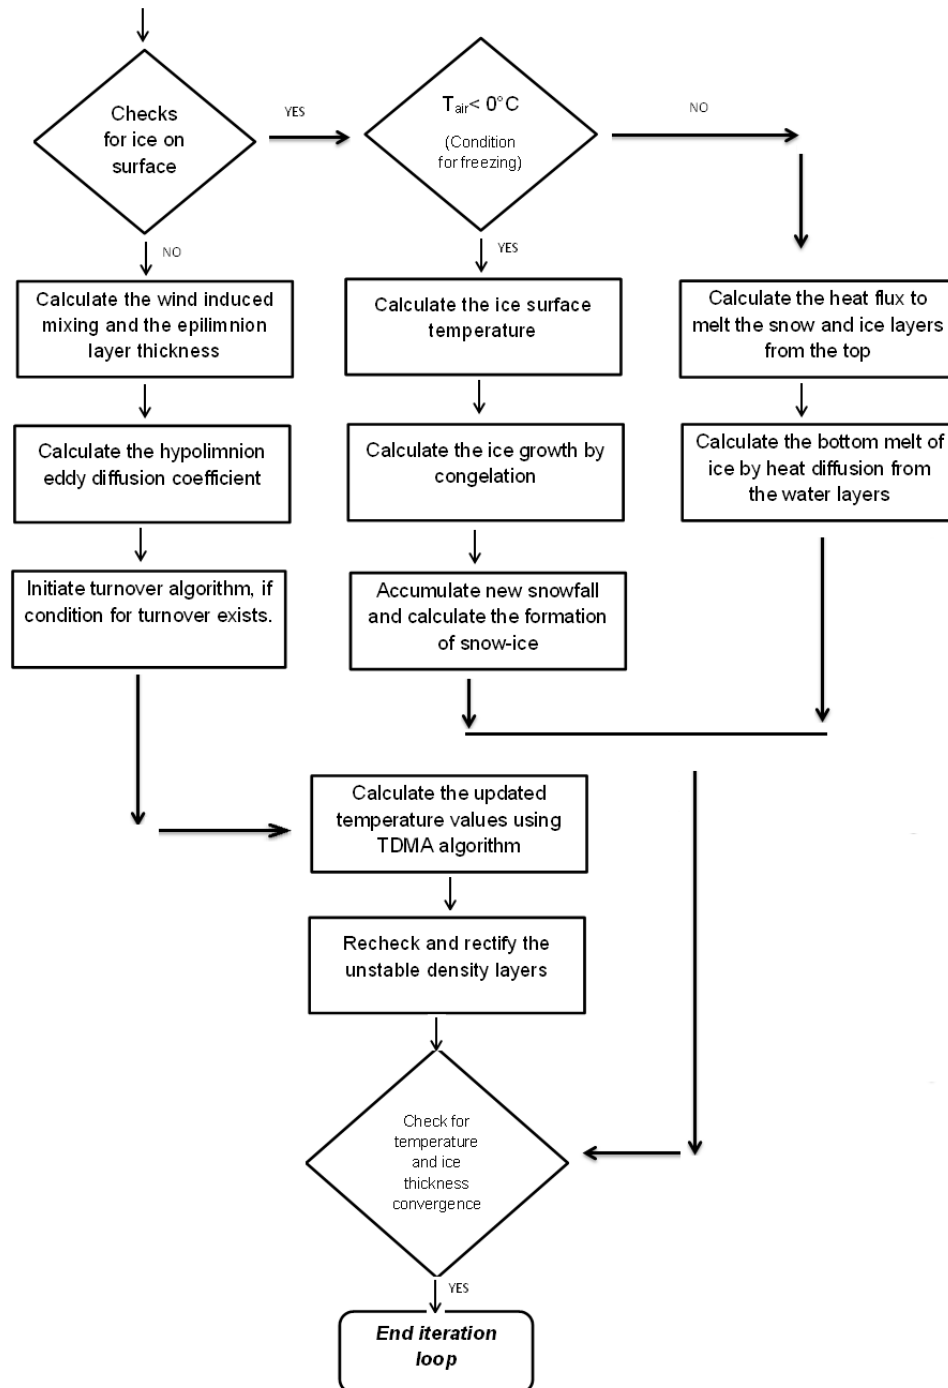 Checks
for ice on
surface
YES
Tair< 0°C
(Condition
for freezing)
NO
NO
YES
Calculate the wind induced
mixing and the epilimnion
layer thickness
Calculate the ice surface
temperature
Calculate the heat flux to
melt the snow and ice layers
from the top
Calculate the hypolimnion
eddy diffusion coefficient
Calculate the ice growth by
congelation
Calculate the bottom melt of
ice by heat diffusion from
the water layers
Initiate turnover algorithm, if
condition for turnover exists.
Accumulate new snowfall
and calculate the formation
of snow-ice
Calculate the updated
temperature values using
TDMA algorithm
Recheck and rectify the
unstable density layers
Check for
temperature
and ice
thickness
convergence
YES
End iteration
loop